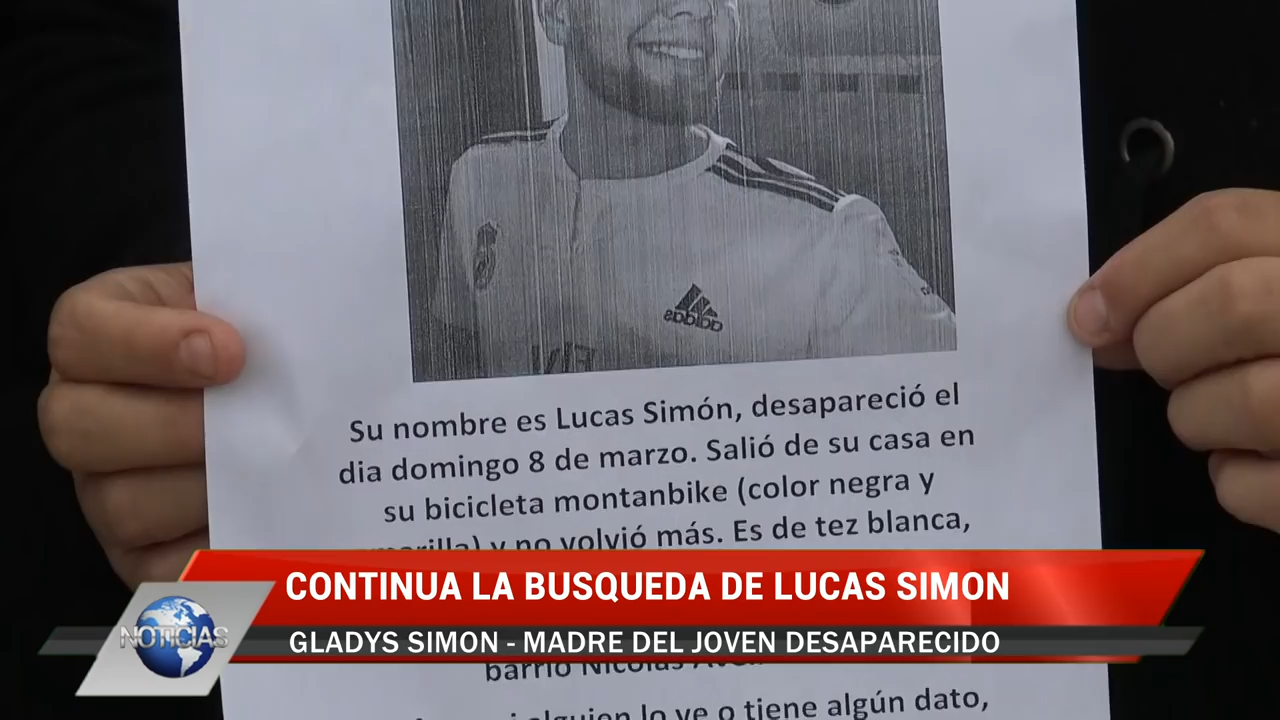 adidas
Su nombre es Lucas Simón, desapareció el
dia domingo 8 de marzo. Salió de su casa en
su bicicleta montanbike (color negra y
y no volvió más. Es de tez blanca,
CONTINUA LA BUSQUEDA DE LUCAS SIMON
NOTICIAS
GLADYS SIMON - MADRE DEL JOVEN DESAPARECIDO
barrio Nicolás
alguien lo ve o tiene algún dato,